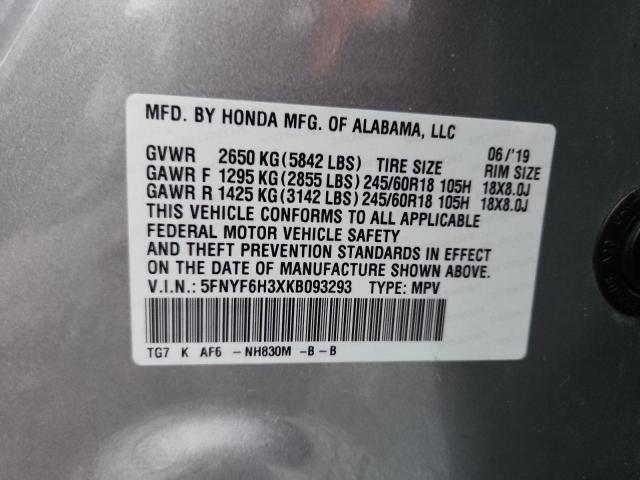 MFD. BY HONDA MFG. OF ALABAMA, LLC
06/'19
GVWR 2650 KG (5842 LBS) TIRE SIZE RIM SIZE
GAWR F 1295 KG (2855 LBS) 245/60R18 105H 18X8.0J
GAWR R 1425 KG (3142 LBS) 245/60R18 105H 18X8.0J
THIS VEHICLE CONFORMS TO ALL APPLICABLE
FEDERAL MOTOR VEHICLE SAFETY
AND THEFT PREVENTION STANDARDS IN EFFECT
ON THE DATE OF MANUFACTURE SHOWN ABOVE.
V.I.N.: 5FNYF6H3XKB093293 TYPE: MPV
TG7 K AF6 -NH830M -B-B